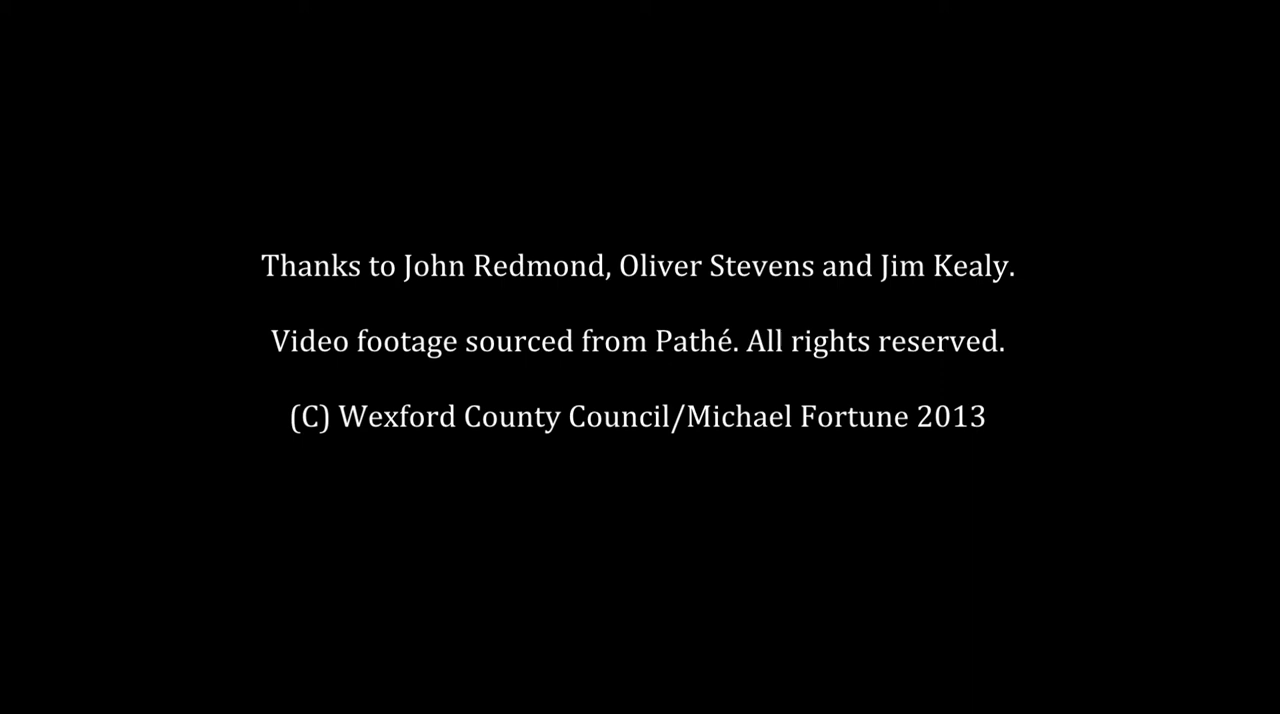 Thanks to John Redmond, Oliver Stevens and Jim Kealy.
Video footage sourced from Pathé. All rights reserved.
(C) Wexford County Council/Michael Fortune 2013